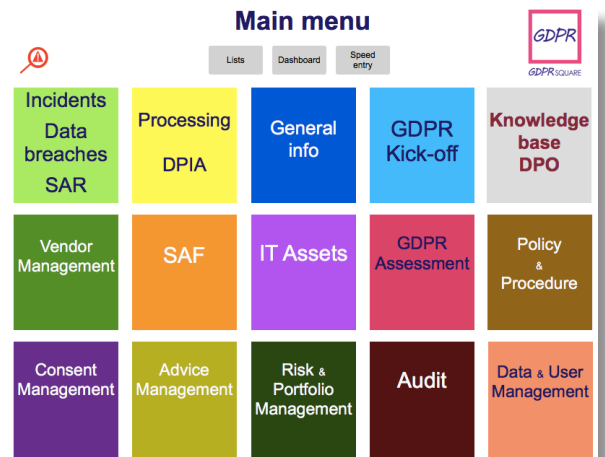 Main menu
Lists
Dashboard
Speed
entry
GDPR
GDPR SQUARE
Incidents
Data
breaches
SAR
Processing
DPIA
General
info
GDPR
Kick-off
Knowledge
base
DPO
Vendor
Management
SAF
IT Assets
GDPR
Assessment
Policy
&
Procedure
Consent
Management
Advice
Management
Risk &
Portfolio
Management
Audit
Data & User
Management